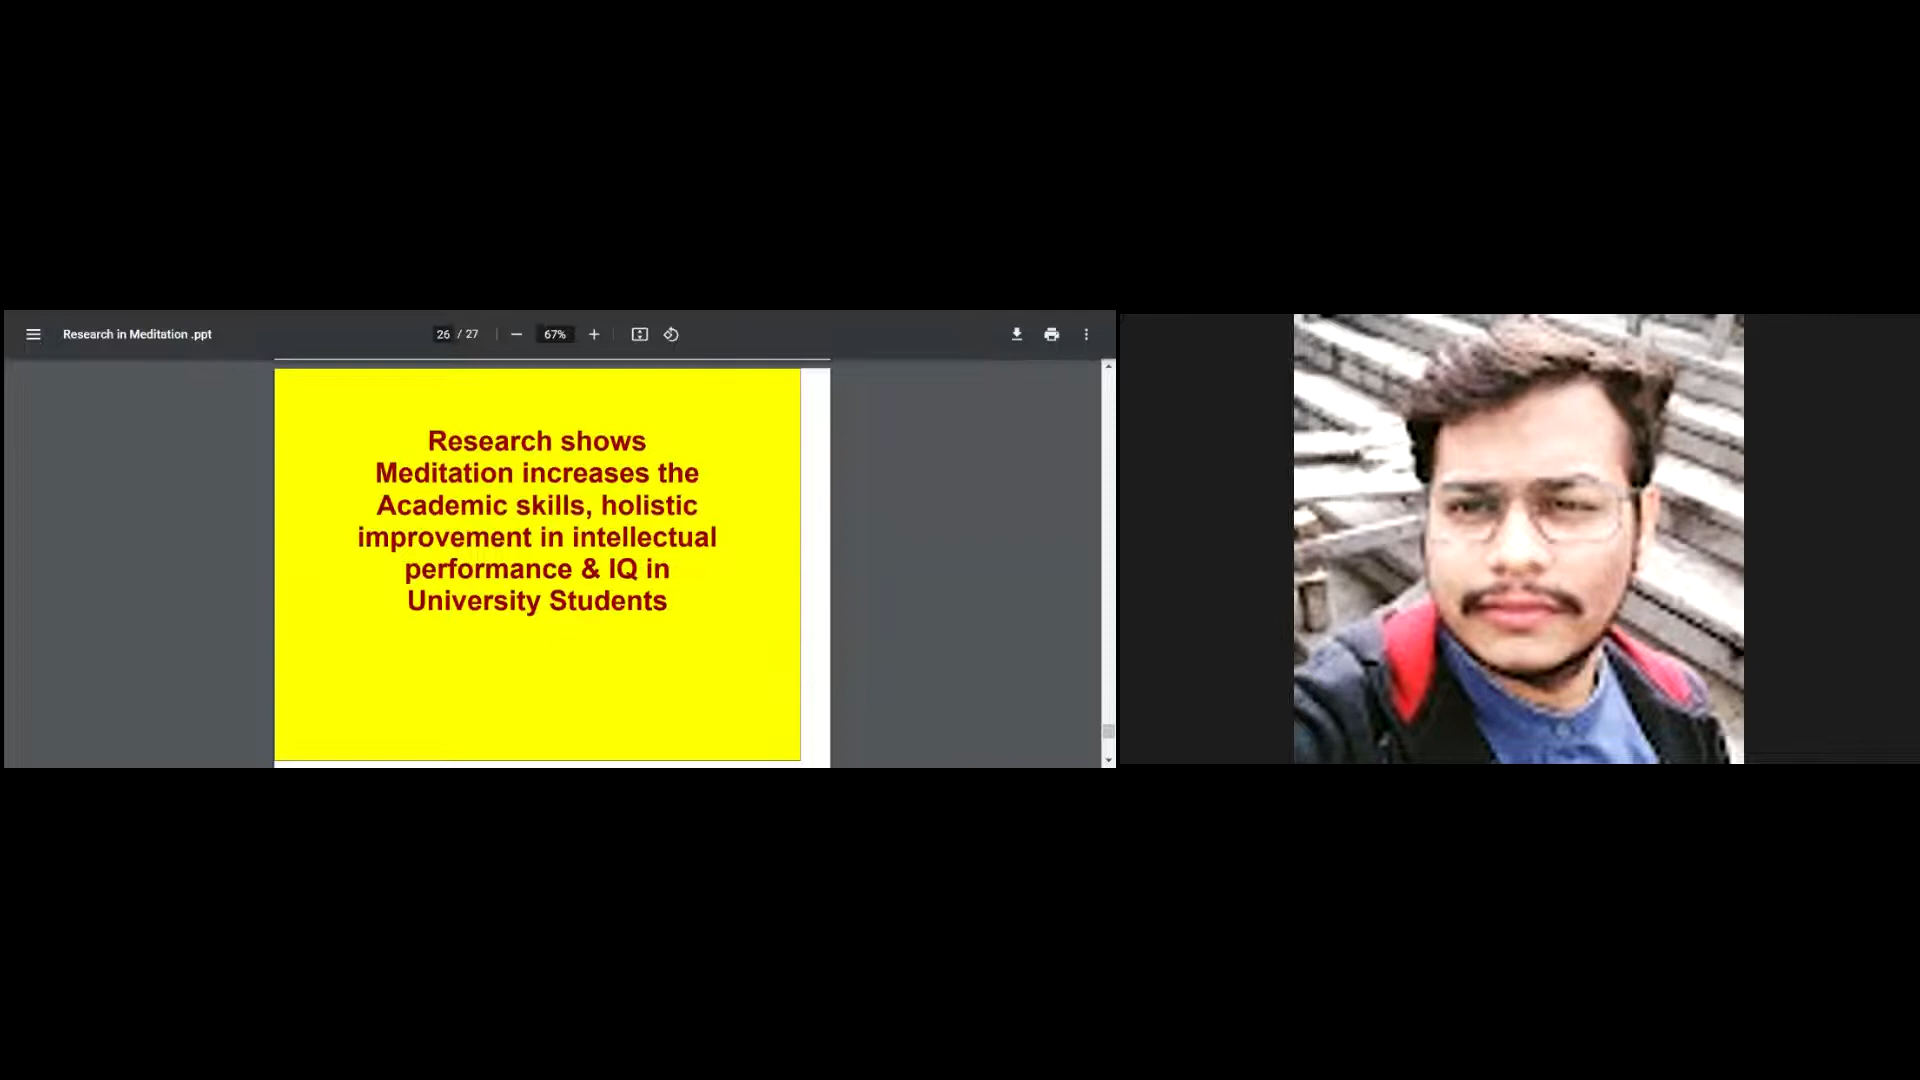 Research in Meditation .ppt
26 / 27
67%
Research shows
Meditation increases the
Academic skills, holistic
improvement in intellectual
performance & IQ in
University Students